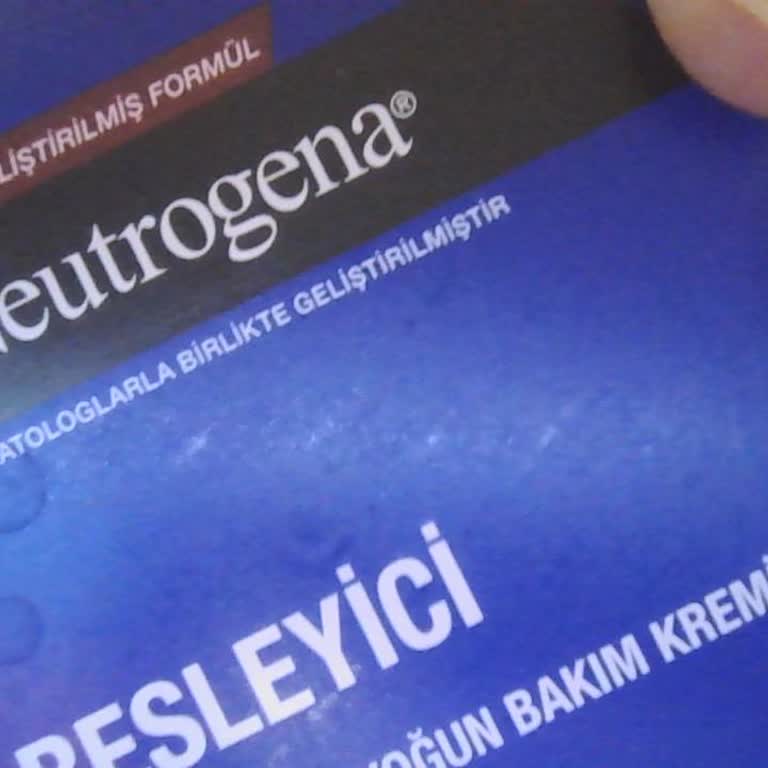 LİŞTİRİLMİŞ FORMÜL
eutrogena®
ATOLOGLARLA BİRLİKTE GELİŞTİRİLMİŞTİR
BESLEYİCİ
YOĞUN BAKIM KREMİ